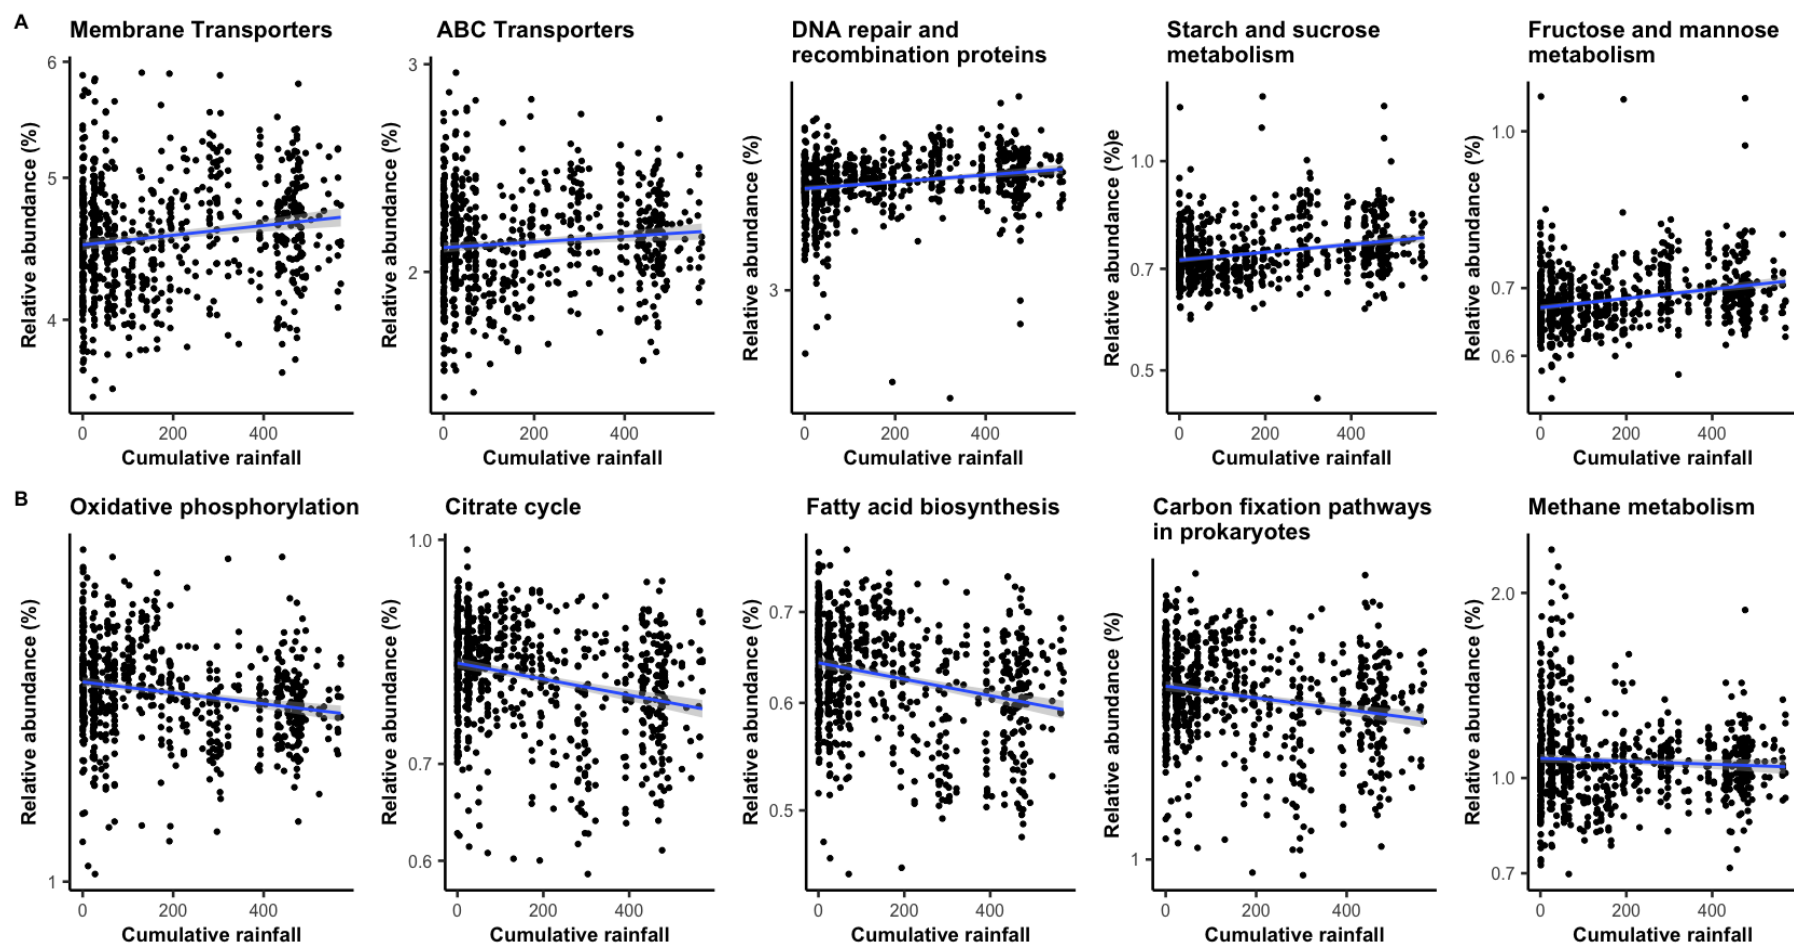 A
Membrane Transporters
Relative abundance (%)
6
5
4
0 200 400
Cumulative rainfall
ABC Transporters
Relative abundance (%)
3
2
0 200 400
Cumulative rainfall
DNA repair and
recombination proteins
Relative abundance (%)
3
0 200 400
Cumulative rainfall
Starch and sucrose
metabolism
Relative abundance (%)e
1.0
0.7
0.5
0 200 400
Cumulative rainfall
Fructose and mannose
metabolism
Relative abundance (%)
1.0
0.7
0.6
0 200 400
Cumulative rainfall
B
Oxidative phosphorylation
Relative abundance (%)
1
0 200 400
Cumulative rainfall
Citrate cycle
Relative abundance (%)
1.0
0.7
0.6
0 200 400
Cumulative rainfall
Fatty acid biosynthesis
Relative abundance (%)
0.7
0.6
0.5
0 200 400
Cumulative rainfall
Carbon fixation pathways
in prokaryotes
Relative abundance (%)
1
0 200 400
Cumulative rainfall
Methane metabolism
Relative abundance (%)
2.0
1.0
0.7
0 200 400
Cumulative rainfall